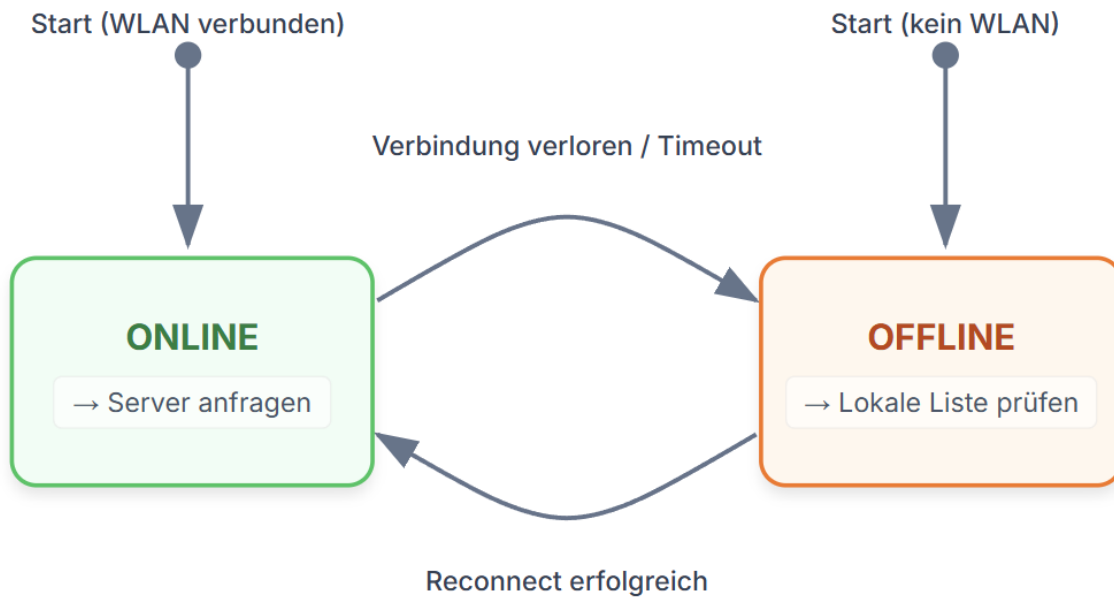 Start (WLAN verbunden)
Start (kein WLAN)
Verbindung verloren / Timeout
ONLINE
→ Server anfragen
OFFLINE
→ Lokale Liste prüfen
Reconnect erfolgreich